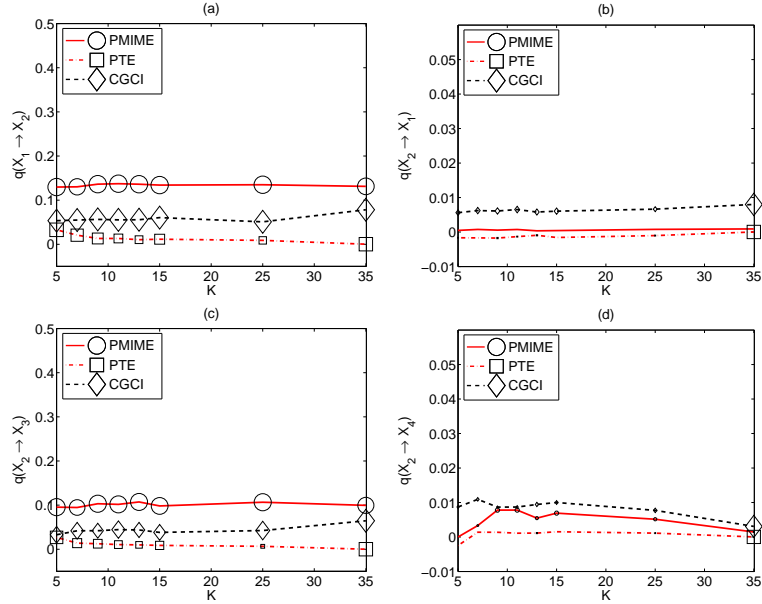 (a)
0.5
0.4
0.3
0.2
0.1
0
q(X₁ → X₂)
PMIME
PTE
CGCI
5 10 15 20 25 30 35
K
(b)
0.06
0.05
0.04
0.03
0.02
0.01
0
−0.01
q(X₂ → X₁)
PMIME
PTE
CGCI
5 10 15 20 25 30 35
K
(c)
0.5
0.4
0.3
0.2
0.1
0
q(X₂ → X₃)
PMIME
PTE
CGCI
5 10 15 20 25 30 35
K
(d)
0.06
0.05
0.04
0.03
0.02
0.01
0
−0.01
q(X₂ → X₄)
PMIME
PTE
CGCI
5 10 15 20 25 30 35
K